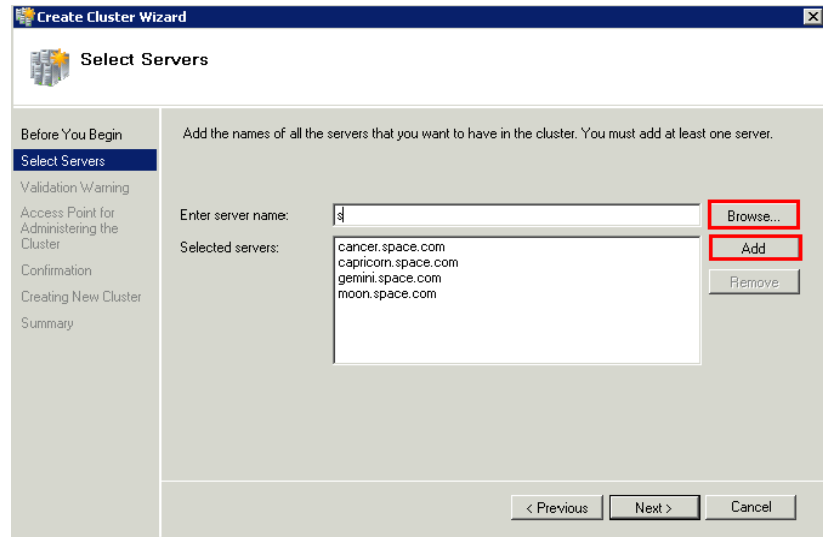 Create Cluster Wizard
Select Servers
Before You Begin
Select Servers
Validation Warning
Access Point for
Administering the
Cluster
Confirmation
Creating New Cluster
Summary
Add the names of all the servers that you want to have in the cluster. You must add at least one server.
Enter server name:
s
Browse...
Selected servers:
cancer.space.com
capricorn.space.com
gemini.space.com
moon.space.com
Add
Remove
< Previous
Next >
Cancel